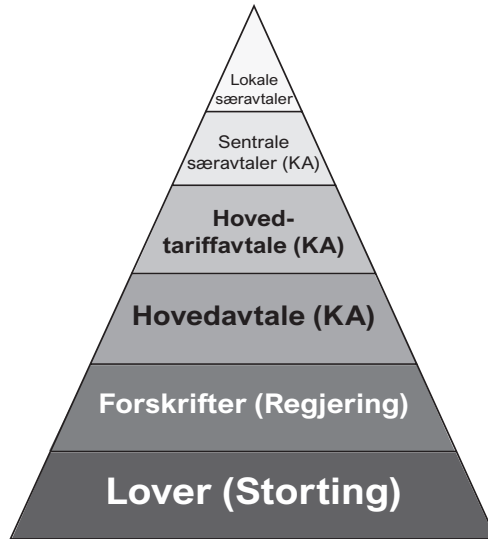 Lokale
særavtaler
Sentrale
særavtaler (KA)
Hoved-
tariffavtale (KA)
Hovedavtale (KA)
Forskrifter (Regjering)
Lover (Storting)